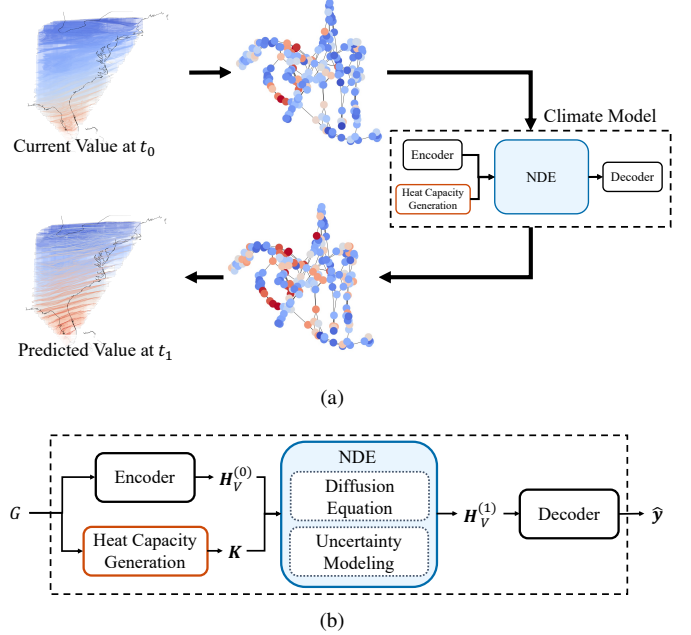 Current Value at t₀
Climate Model
Encoder
Heat Capacity
Generation
NDE
Decoder
Predicted Value at t₁
(a)
G
Encoder
H_V^(0)
Heat Capacity
Generation
K
NDE
Diffusion
Equation
Uncertainty
Modeling
H_V^(1)
Decoder
ŷ
(b)